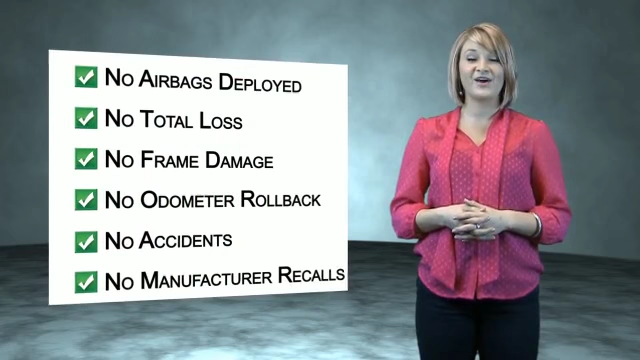 No Airbags Deployed
No Total Loss
No Frame Damage
No Odometer Rollback
No Accidents
No Manufacturer Recalls